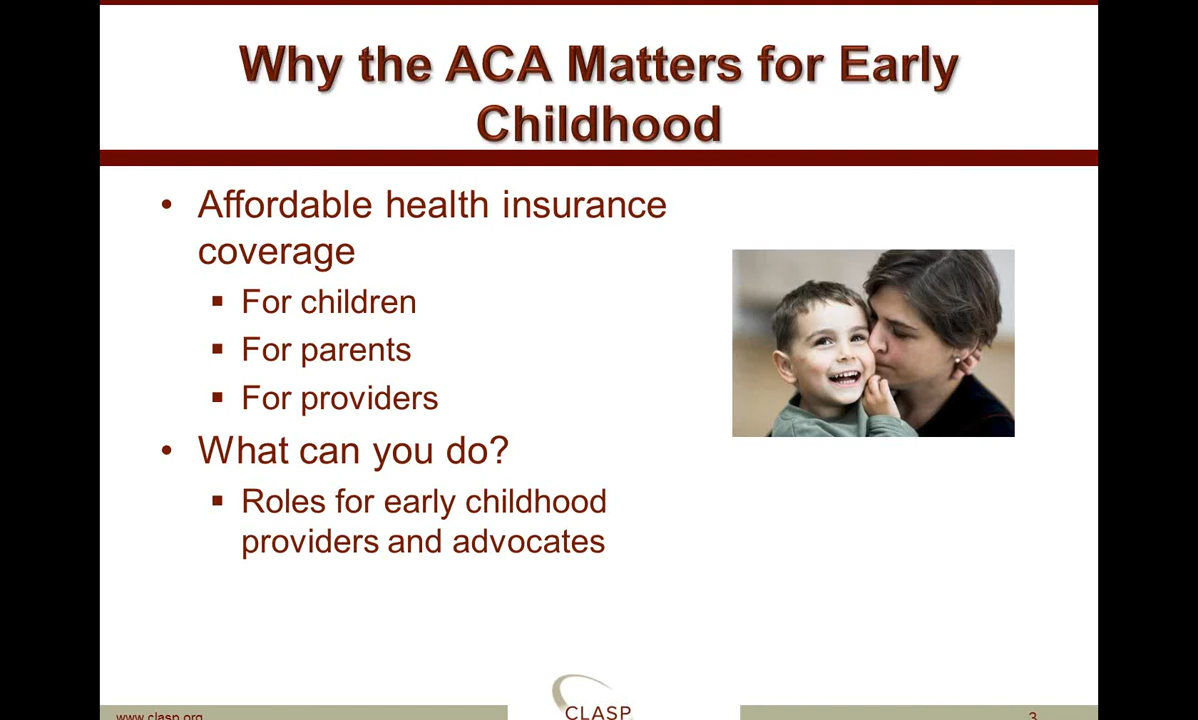 Why the ACA Matters for Early
Childhood
• Affordable health insurance
coverage
▪ For children
▪ For parents
▪ For providers
• What can you do?
▪ Roles for early childhood
providers and advocates
www.clasp.org
CLASP
3